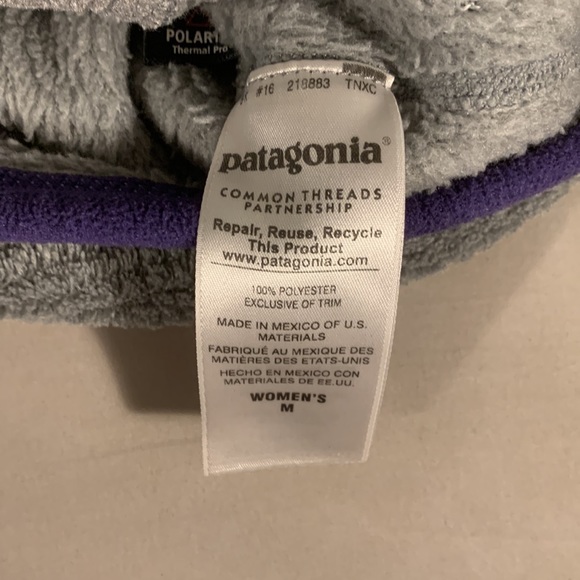 POLART
Thermal Pro
#16 218883 TNXC
patagonia®
COMMON THREADS
PARTNERSHIP
Repair, Reuse, Recycle
This Product
www.patagonia.com
100% POLYESTER
EXCLUSIVE OF TRIM
MADE IN MEXICO OF U.S.
MATERIALS
FABRIQUÉ AU MEXIQUE DES
MATIÈRES DES ETATS-UNIS
HECHO EN MEXICO CON
MATERIALES DE EE.UU.
WOMEN'S
M